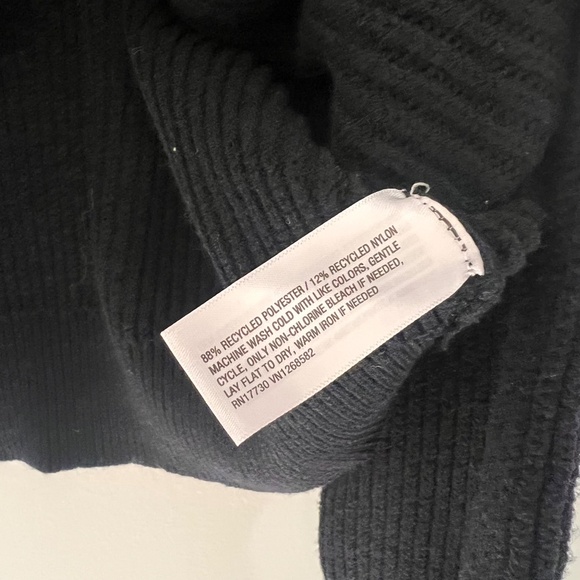 88% RECYCLED POLYESTER / 12% RECYCLED NYLON
MACHINE WASH COLD WITH LIKE COLORS, GENTLE
CYCLE, ONLY NON-CHLORINE BLEACH IF NEEDED,
LAY FLAT TO DRY. WARM IRON IF NEEDED
RN17730 VN1268582